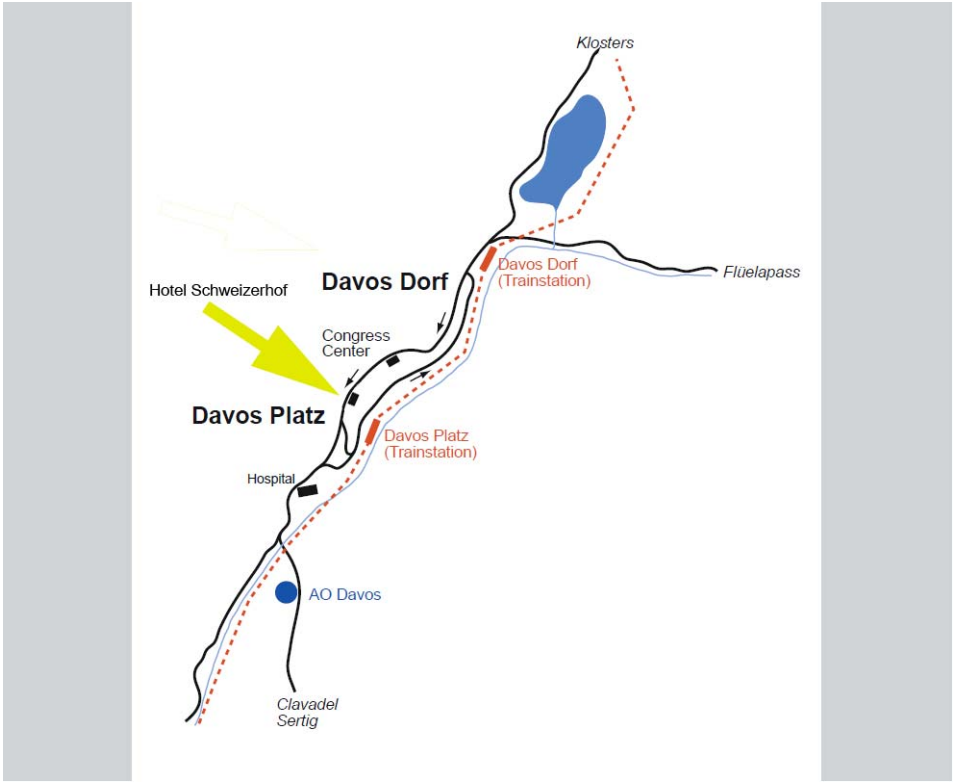 Klosters
Flüelapass
Davos Dorf
(Trainstation)
Davos Dorf
Hotel Schweizerhof
Congress
Center
Davos Platz
Davos Platz
(Trainstation)
Hospital
AO Davos
Clavadel
Sertig